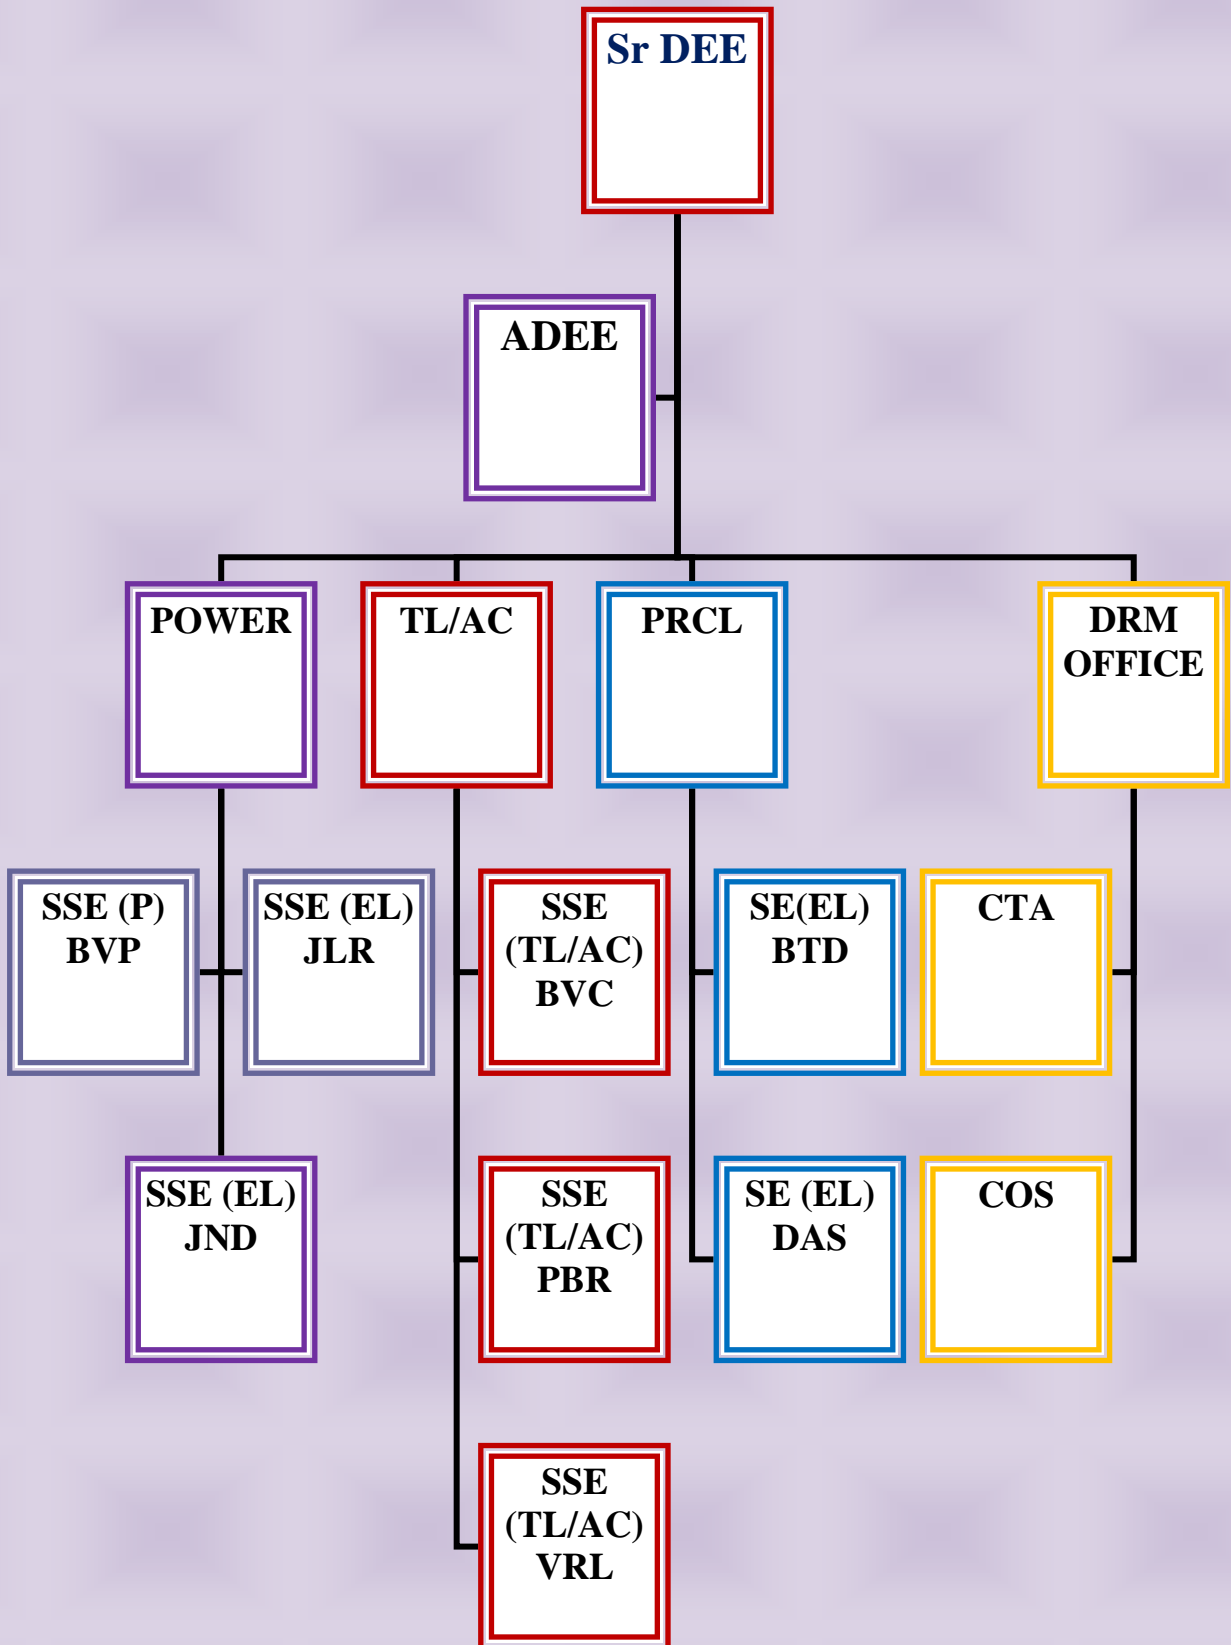 Sr DEE
ADEE
POWER
TL/AC
PRCL
DRM
OFFICE
SSE (P)
BVP
SSE (EL)
JLR
SSE
(TL/AC)
BVC
SE(EL)
BTD
CTA
SSE (EL)
JND
SSE
(TL/AC)
PBR
SE (EL)
DAS
COS
SSE
(TL/AC)
VRL